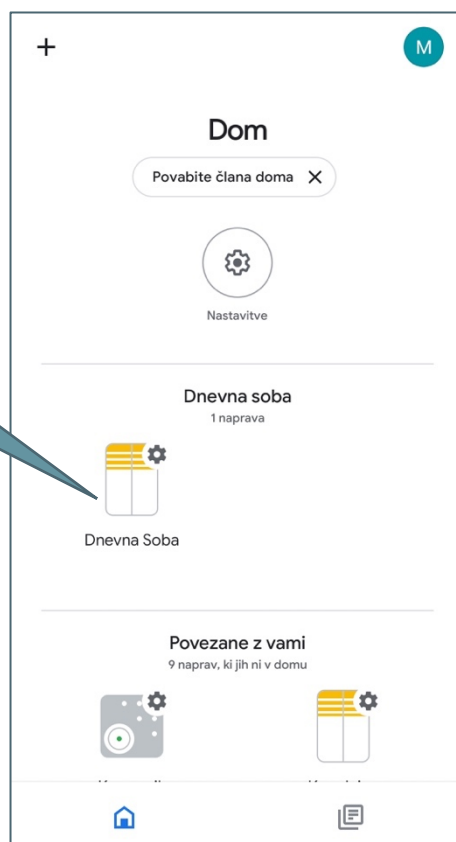 M
Dom
Povabite člana doma
Nastavitve
Dnevna soba
1 naprava
Dnevna Soba
Povezane z vami
9 naprav, ki jih ni v domu